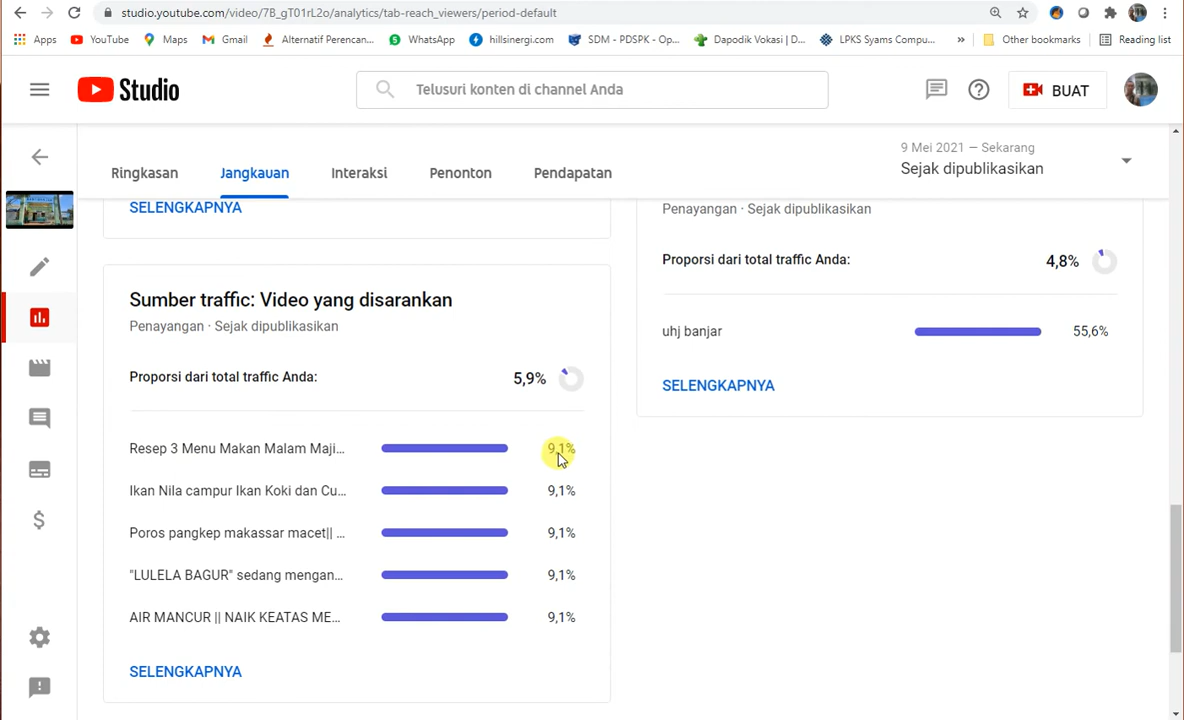 studio.youtube.com/video/7B_gT01rL2o/analytics/tab-reach_viewers/period-default
Apps YouTube Maps Gmail Alternatif Perencan... WhatsApp hillsinergi.com SDM - PDSPK - Op... Dapodik Vokasi | D... LPKS Syams Compu... » Other bookmarks Reading list
Studio Telusuri konten di channel Anda BUAT
Ringkasan Jangkauan Interaksi Penonton Pendapatan
9 Mei 2021 – Sekarang
Sejak dipublikasikan
SELENGKAPNYA
Sumber traffic: Video yang disarankan
Penayangan · Sejak dipublikasikan
Proporsi dari total traffic Anda: 5,9%
Resep 3 Menu Makan Malam Maji... 9,1%
Ikan Nila campur Ikan Koki dan Cu... 9,1%
Poros pangkep makassar macet|| ... 9,1%
"LULELA BAGUR" sedang mengan... 9,1%
AIR MANCUR || NAIK KEATAS ME... 9,1%
SELENGKAPNYA
Penayangan · Sejak dipublikasikan
Proporsi dari total traffic Anda: 4,8%
uhj banjar 55,6%
SELENGKAPNYA